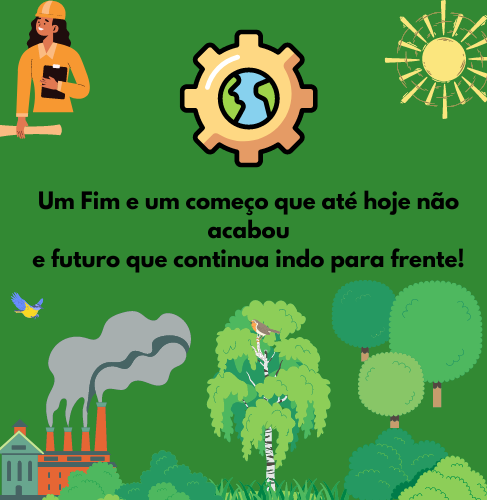 Um Fim e um começo que até hoje não
acabou
e futuro que continua indo para frente!